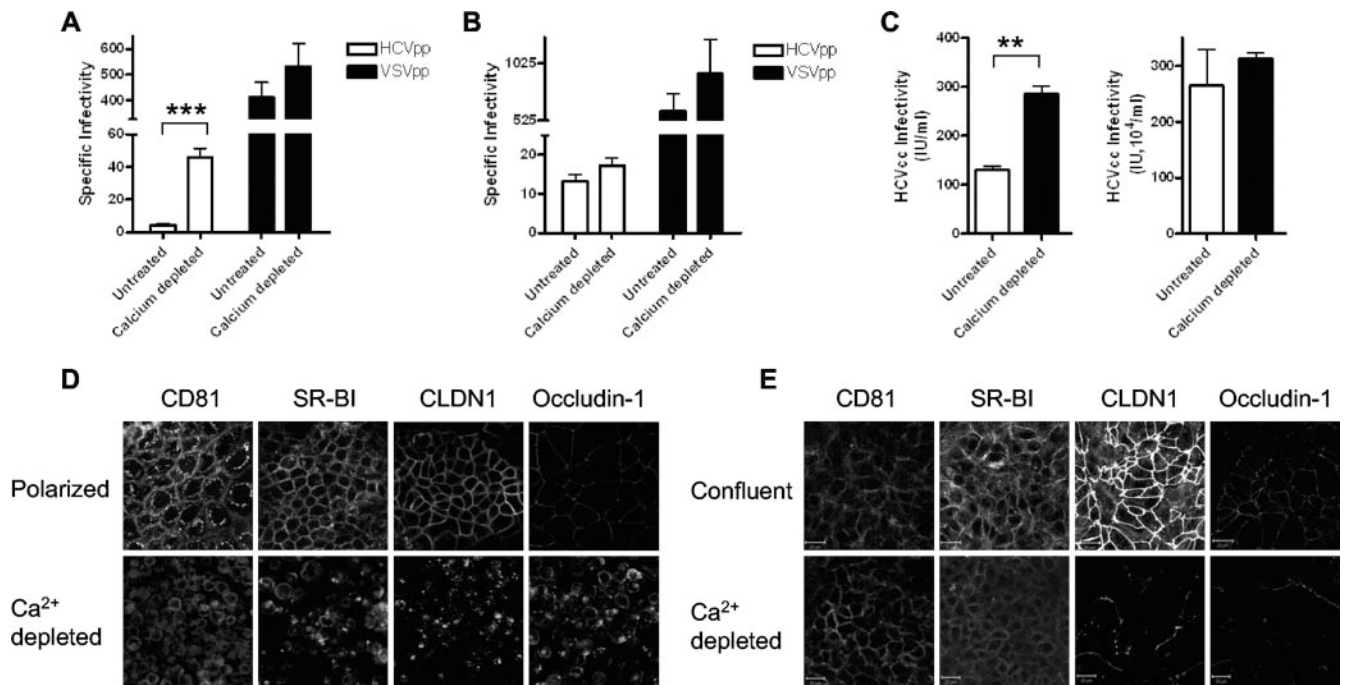 A
Specific Infectivity
600
500
400
60
40
20
0
***
HCVpp
VSVpp
Untreated
Calcium depleted
Untreated
Calcium depleted
B
Specific Infectivity
1025
525
20
10
0
HCVpp
VSVpp
Untreated
Calcium depleted
Untreated
Calcium depleted
C
HCVcc Infectivity
(IU/ml)
400
300
200
100
0
**
Untreated
Calcium depleted
HCVcc Infectivity
(IU,10⁻⁴/ml)
300
200
100
0
Untreated
Calcium depleted
D
CD81 SR-BI CLDN1 Occludin-1
Polarized
Ca²⁺
depleted
E
CD81 SR-BI CLDN1 Occludin-1
Confluent
Ca²⁺
depleted